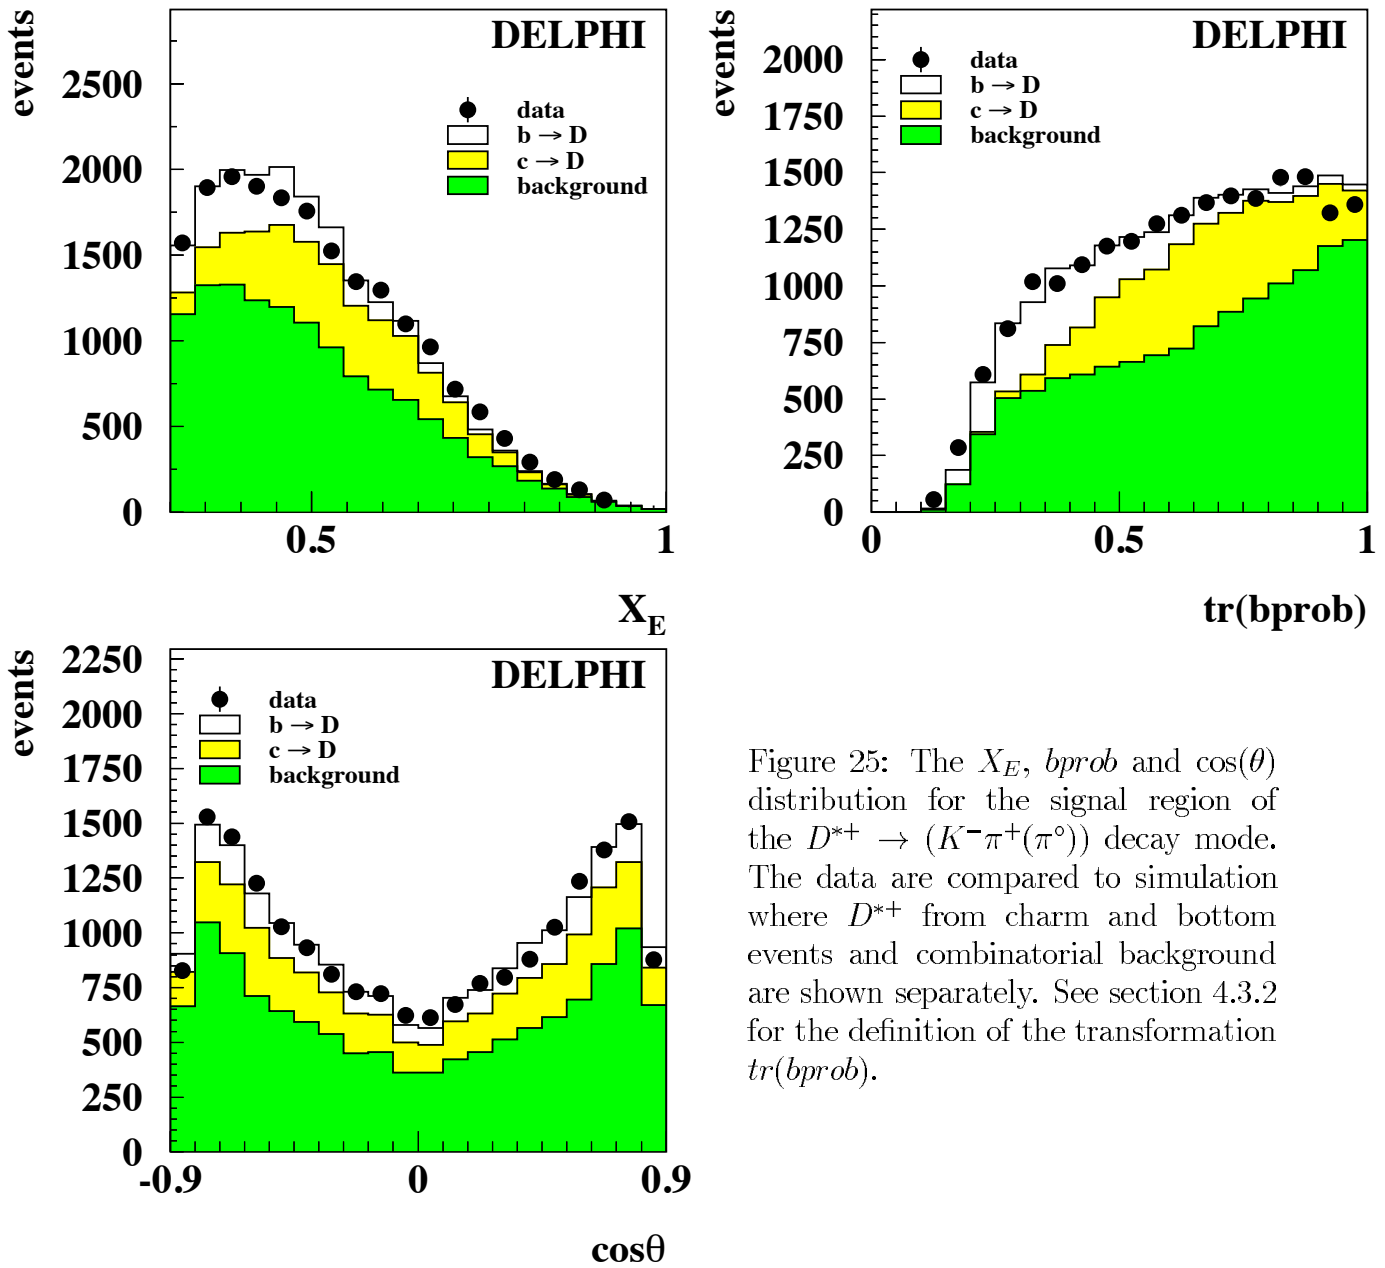 events
DELPHI
data
b → D
c → D
background
2500
2000
1500
1000
500
0
0.5
1
X_E
events
DELPHI
data
b → D
c → D
background
2000
1750
1500
1250
1000
750
500
250
0
0
0.5
1
tr(bprob)
events
DELPHI
data
b → D
c → D
background
2250
2000
1750
1500
1250
1000
750
500
250
0
-0.9
0
0.9
cosθ
Figure 25: The X_E, bprob and cos(θ)
distribution for the signal region of
the D*+ → (K−π+(π°)) decay mode.
The data are compared to simulation
where D*+ from charm and bottom
events and combinatorial background
are shown separately. See section 4.3.2
for the definition of the transformation
tr(bprob).